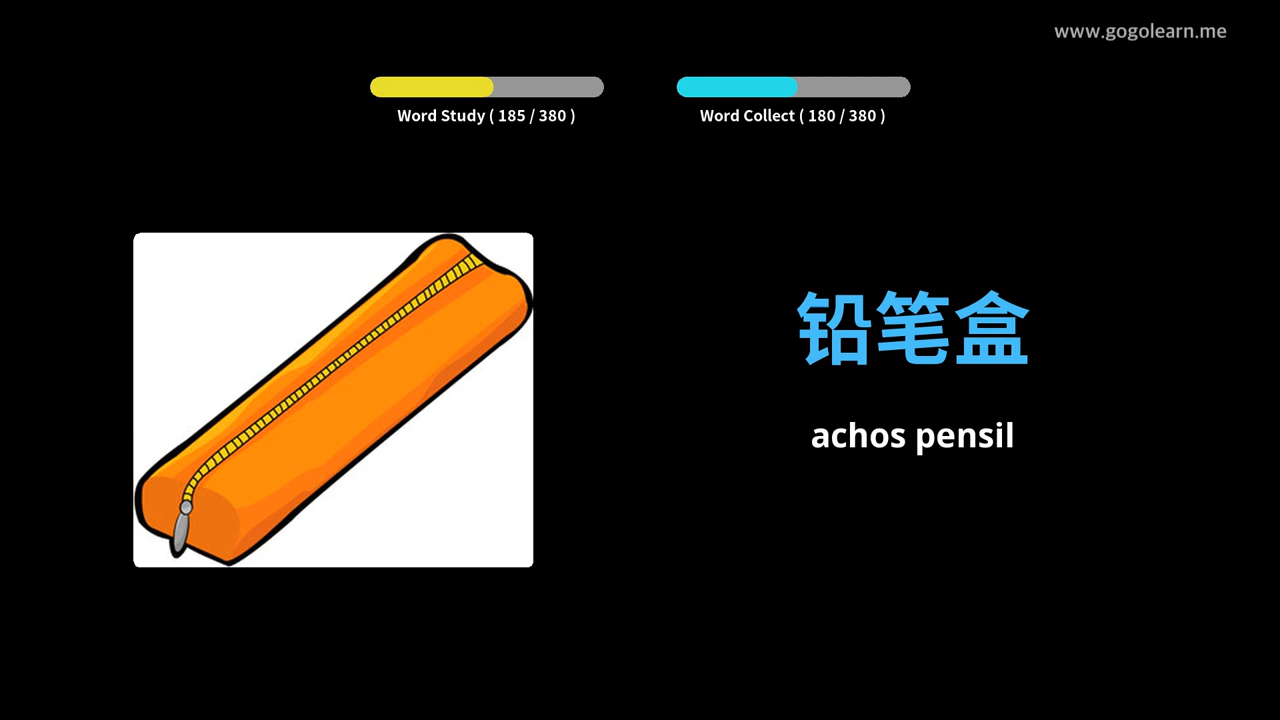 www.gogolearn.me
Word Study ( 185 / 380 )
Word Collect ( 180 / 380 )
铅笔盒
achos pensil